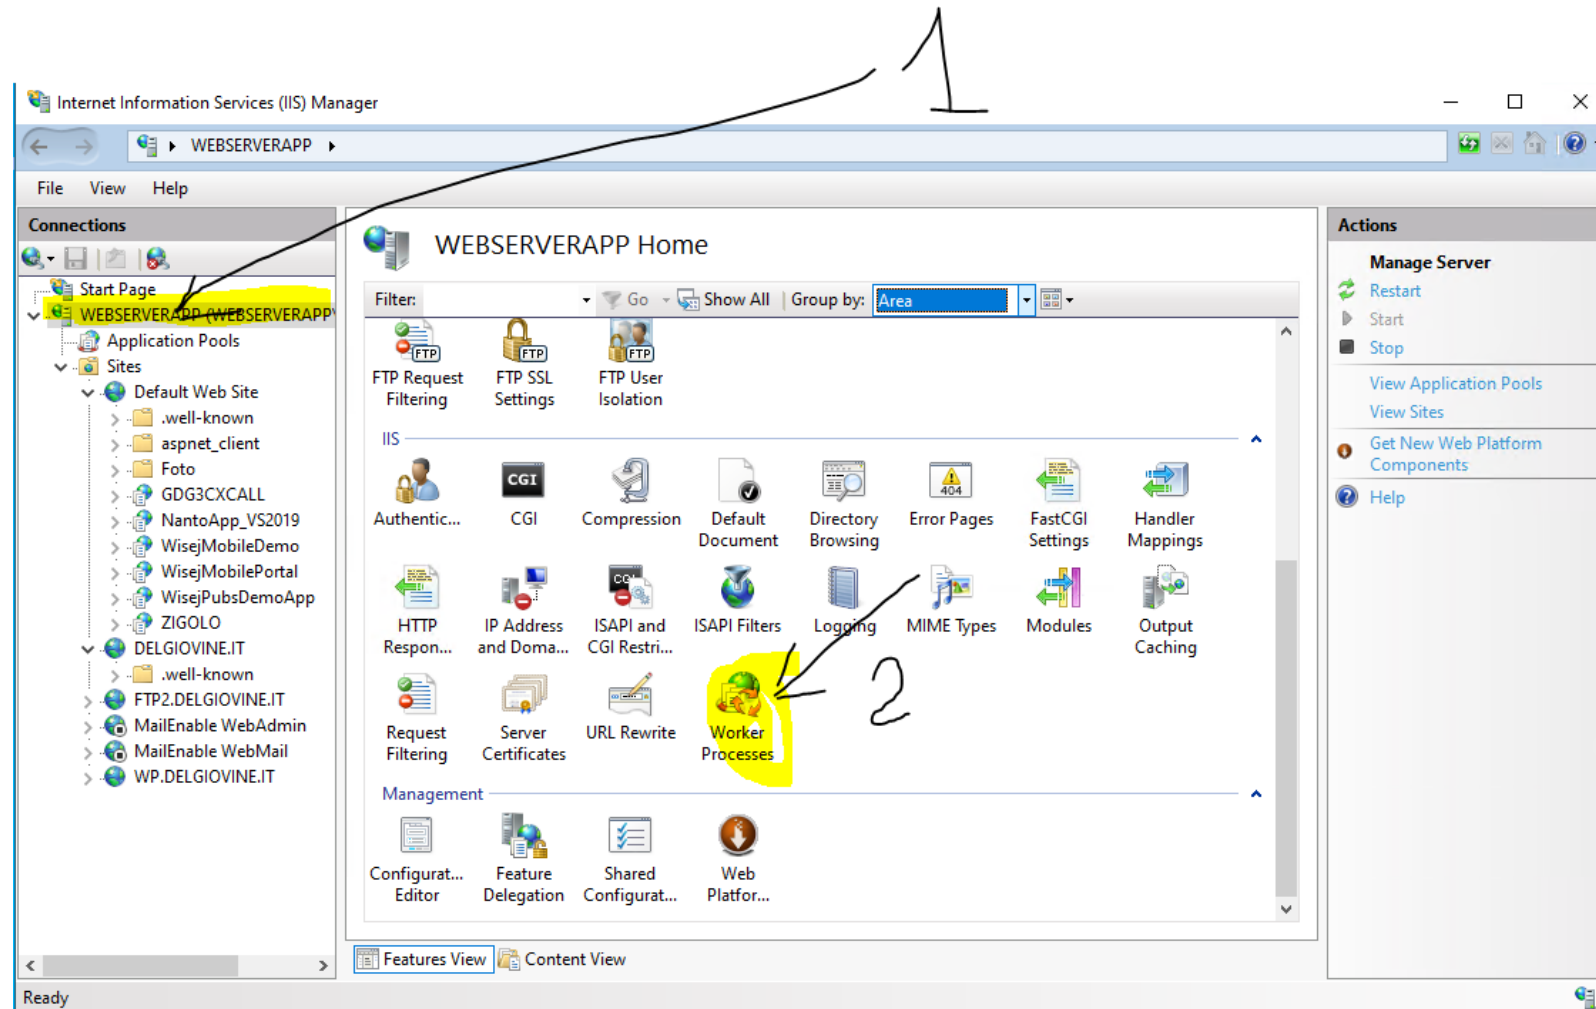 1
Internet Information Services (IIS) Manager
WEBSERVERAPP
File View Help
Connections
Start Page
WEBSERVERAPP (WEBSERVERAPP
Application Pools
Sites
Default Web Site
.well-known
aspnet_client
Foto
GDG3CXCALL
NantoApp_VS2019
WisejMobileDemo
WisejMobilePortal
WisejPubsDemoApp
ZIGOLO
DELGIOVINE.IT
.well-known
FTP2.DELGIOVINE.IT
MailEnable WebAdmin
MailEnable WebMail
WP.DELGIOVINE.IT
WEBSERVERAPP Home
Filter: Go Show All Group by: Area
FTP FTP FTP
FTP Request FTP SSL FTP User
Filtering Settings Isolation
IIS
CGI 404
Authentic... CGI Compression Default Directory Error Pages FastCGI Handler
Document Browsing Settings Mappings
HTTP IP Address ISAPI and ISAPI Filters Logging MIME Types Modules Output
Respon... and Doma... CGI Restri... Caching
2
Request Server URL Rewrite Worker
Filtering Certificates Processes
Management
Configurat... Feature Shared Web
Editor Delegation Configurat... Platfor...
Features View Content View
Actions
Manage Server
Restart
Start
Stop
View Application Pools
View Sites
Get New Web Platform
Components
Help
Ready